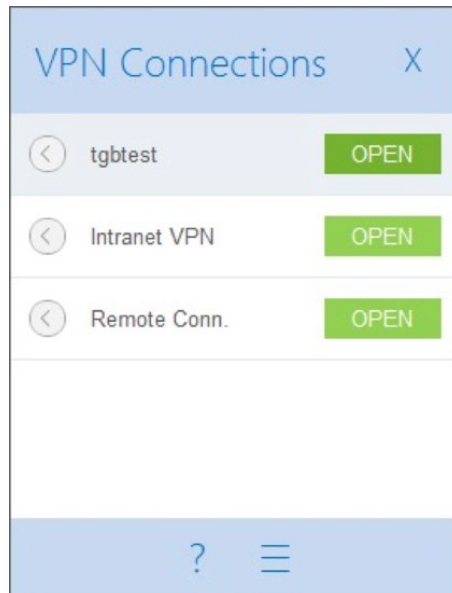 VPN Connections X
tgbtest OPEN
Intranet VPN OPEN
Remote Conn. OPEN
?